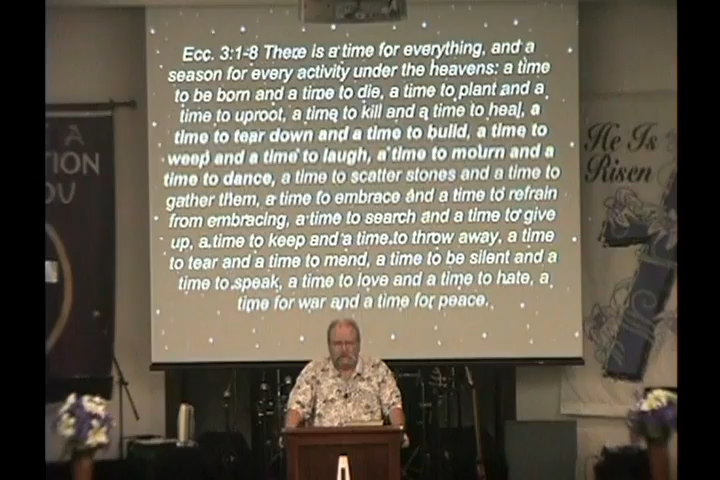 Ecc. 3:1-8 There is a time for everything, and a
season for every activity under the heavens: a time
to be born and a time to die, a time to plant and a
time to uproot, a time to kill and a time to heal, a
time to tear down and a time to build, a time to
weep and a time to laugh, a time to mourn and a
time to dance, a time to scatter stones and a time to
gather them, a time to embrace and a time to refrain
from embracing, a time to search and a time to give
up, a time to keep and a time to throw away, a time
to tear and a time to mend, a time to be silent and a
time to speak, a time to love and a time to hate, a
time for war and a time for peace.
He Is
Risen
A
TION
OU